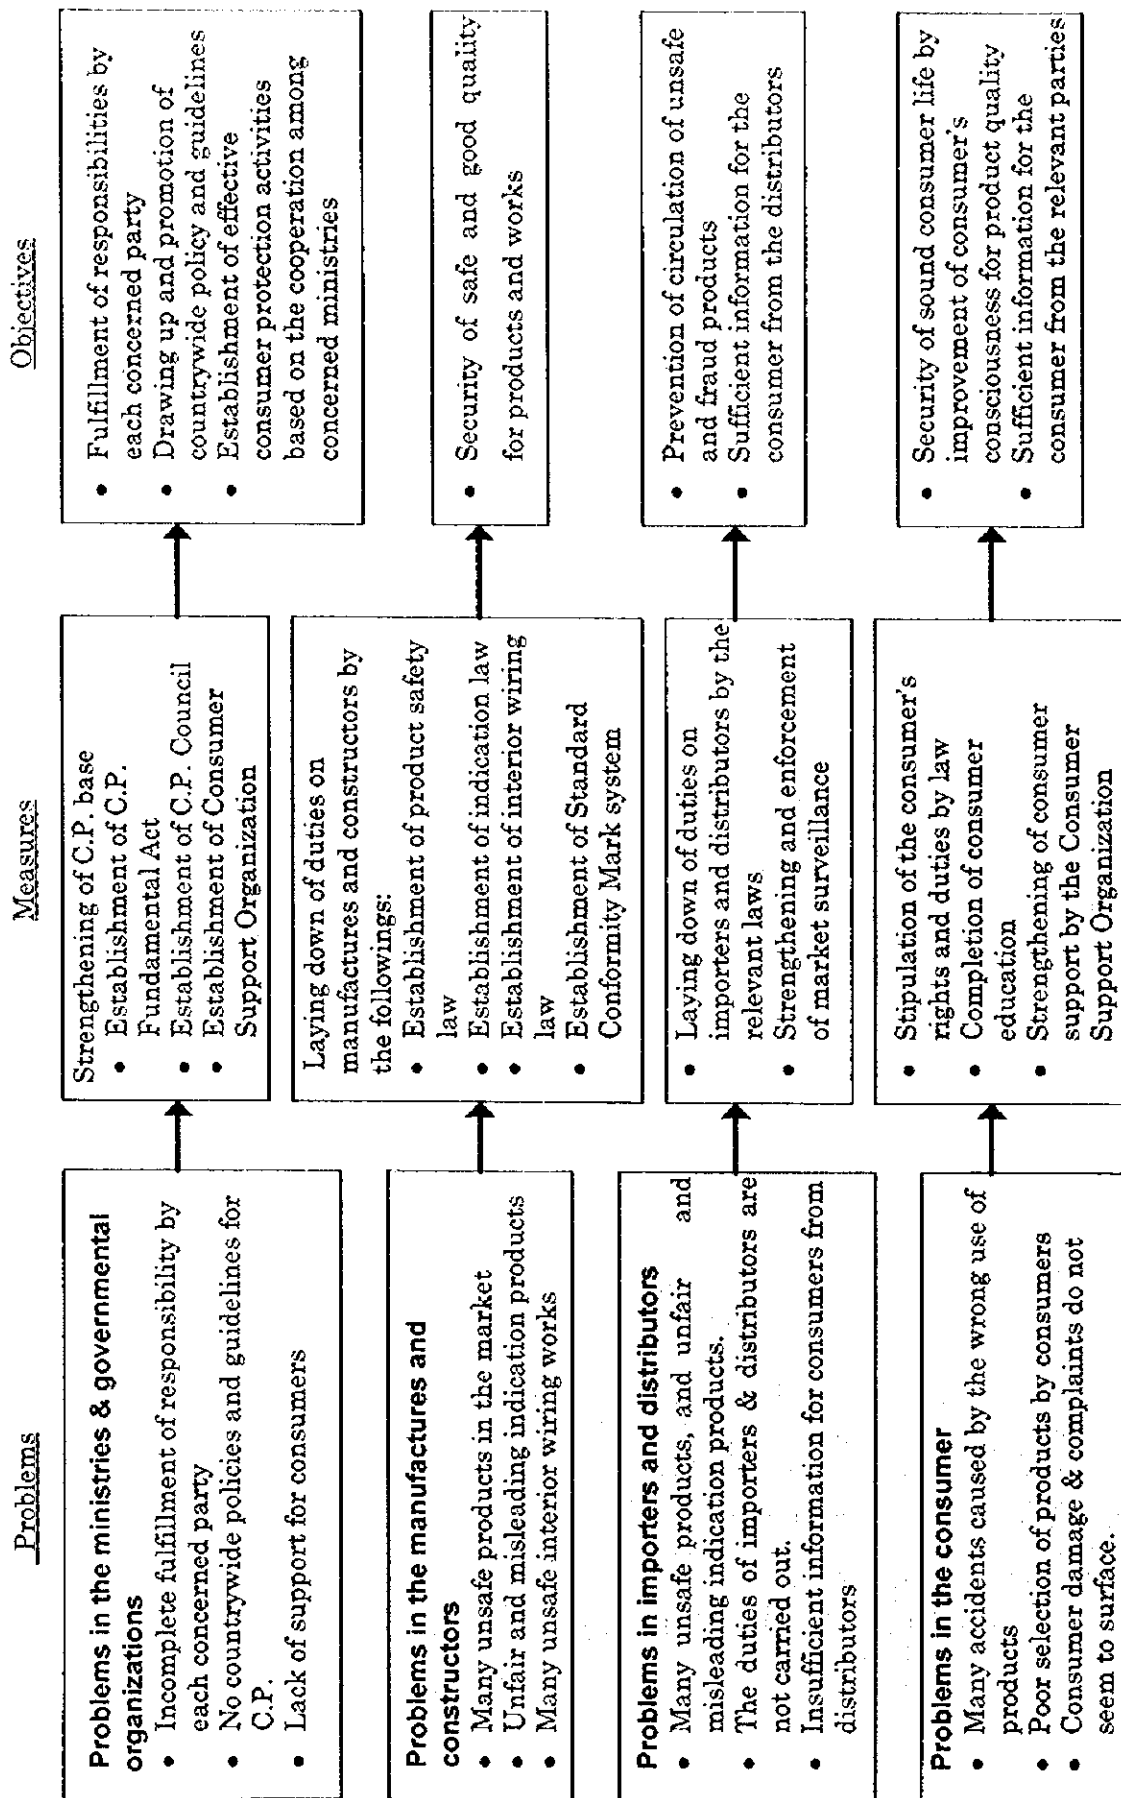 Problems
Measures
Objectives
Problems in the ministries & governmental
organizations
• Incomplete fulfillment of responsibility by
each concerned party
• No countrywide policies and guidelines for
C.P.
• Lack of support for consumers
Strengthening of C.P. base
• Establishment of C.P.
Fundamental Act
• Establishment of C.P. Council
• Establishment of Consumer
Support Organization
• Fulfillment of responsibilities by
each concerned party
• Drawing up and promotion of
countrywide policy and guidelines
• Establishment of effective
consumer protection activities
based on the cooperation among
concerned ministries
Problems in the manufactures and
constructors
• Many unsafe products in the market
• Unfair and misleading indication products
• Many unsafe interior wiring works
Laying down of duties on
manufactures and constructors by
the followings:
• Establishment of product safety
law
• Establishment of indication law
• Establishment of interior wiring
law
• Establishment of Standard
Conformity Mark system
• Security of safe and good quality
for products and works
Problems in importers and distributors
• Many unsafe products, and unfair and
misleading indication products.
• The duties of importers & distributors are
not carried out.
• Insufficient information for consumers from
distributors
• Laying down of duties on
importers and distributors by the
relevant laws
• Strengthening and enforcement
of market surveillance
• Prevention of circulation of unsafe
and fraud products
• Sufficient information for the
consumer from the distributors
Problems in the consumer
• Many accidents caused by the wrong use of
products
• Poor selection of products by consumers
• Consumer damage & complaints do not
seem to surface.
• Stipulation of the consumer's
rights and duties by law
• Completion of consumer
education
• Strengthening of consumer
support by the Consumer
Support Organization
• Security of sound consumer life by
improvement of consumer's
consciousness for product quality
• Sufficient information for the
consumer from the relevant parties